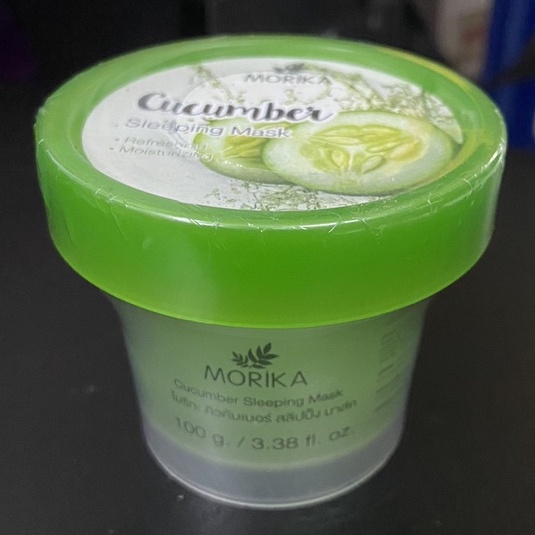 MORIKA
Cucumber
Sleeping Mask
• Refreshing
• Moisturizing
MORIKA
Cucumber Sleeping Mask
โมริกะ คิวคัมเบอร์ สลิปปิ้ง มาส์ก
100 g. / 3.38 fl. oz.